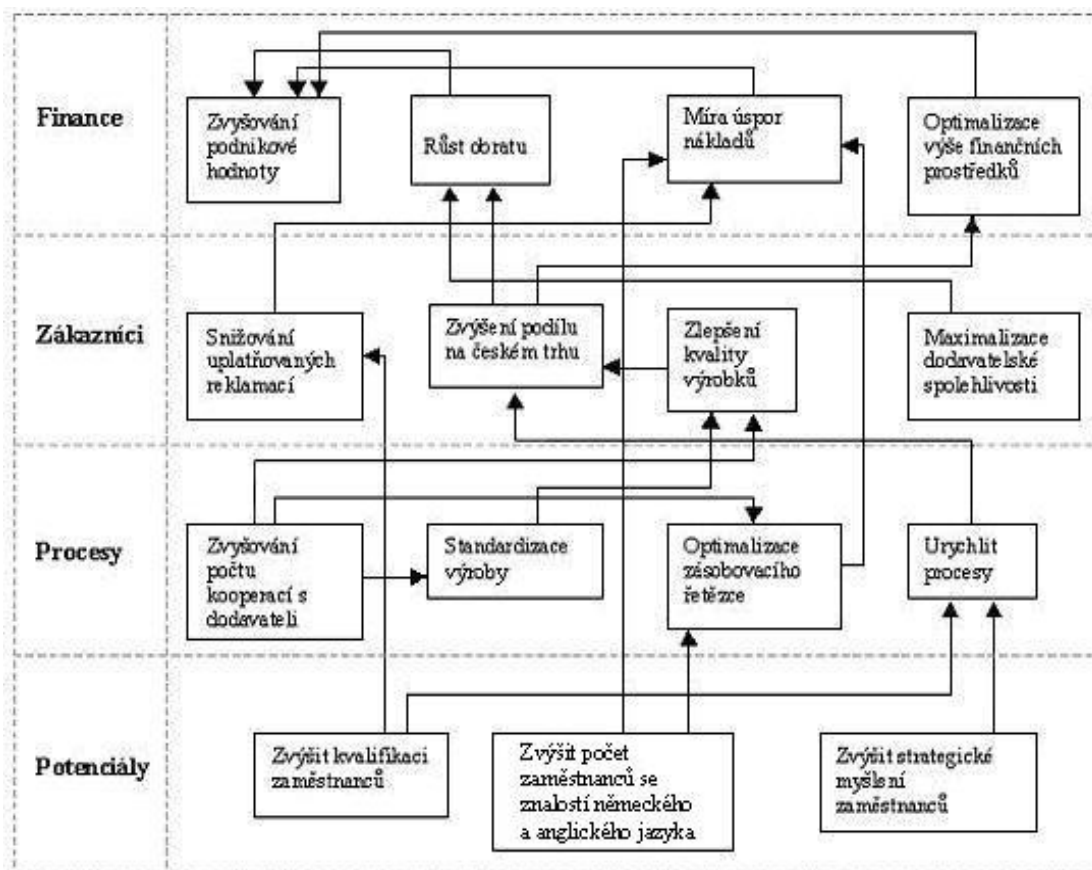 Finance
Zvyšování
podnikové
hodnoty
Růst obratu
Míra úspor
nákladů
Optimalizace
výše finančních
prostředků
Zákazníci
Snižování
uplatňovaných
reklamací
Zvýšení podílu
na českém trhu
Zlepšení
kvality
výrobků
Maximalizace
dodavatelské
spolehlivosti
Procesy
Zvyšování
počtu
kooperací s
dodavateli
Standardizace
výroby
Optimalizace
zásobovacího
řetězce
Urychlit
procesy
Potenciály
Zvýšit kvalifikaci
zaměstnanců
Zvýšit počet
zaměstnanců se
znalostí německého
a anglického jazyka
Zvýšit strategické
myšlsní
zaměstnanců